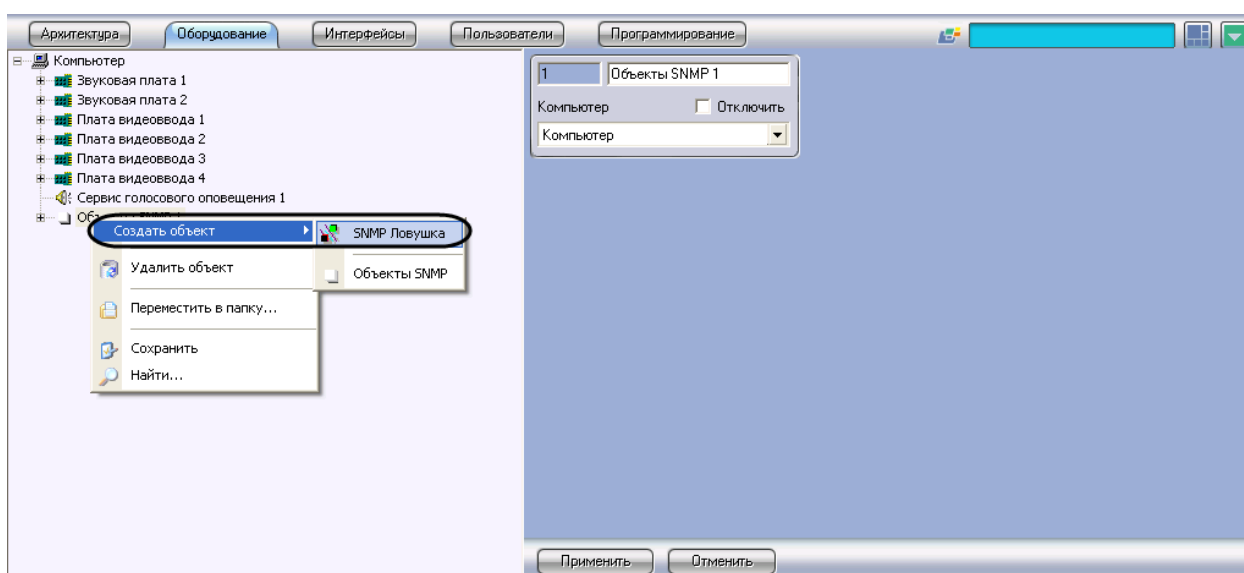 Архитектура Оборудование Интерфейсы Пользователи Программирование
Компьютер
Звуковая плата 1
Звуковая плата 2
Плата видеоввода 1
Плата видеоввода 2
Плата видеоввода 3
Плата видеоввода 4
Сервис голосового оповещения 1
Создать объект
Удалить объект
Переместить в папку...
Сохранить
Найти...
SNMP Ловушка
Объекты SNMP
1 Объекты SNMP 1
Компьютер Отключить
Компьютер
Применить Отменить